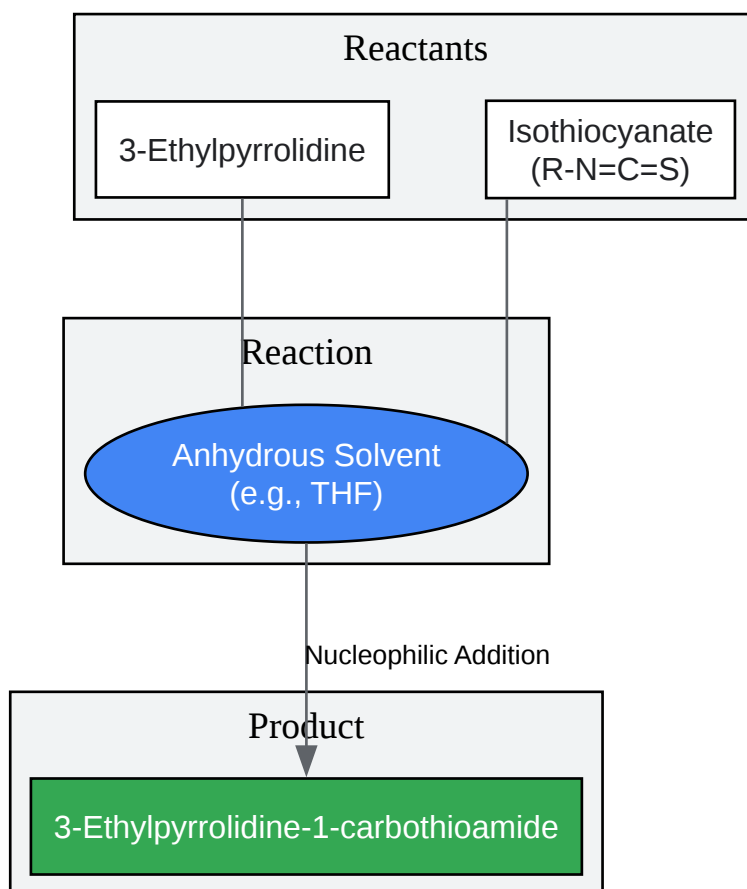 Reactants
3-Ethylpyrrolidine
Isothiocyanate
(R-N=C=S)
Reaction
Anhydrous Solvent
(e.g., THF)
Nucleophilic Addition
Product
3-Ethylpyrrolidine-1-carbothioamide